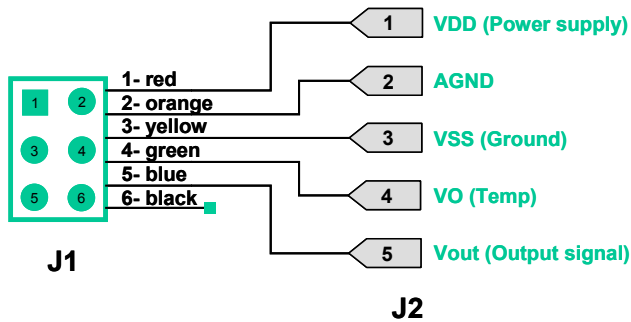 1 VDD (Power supply)
1- red
1 2
2- orange
2 AGND
3- yellow
3 VSS (Ground)
3 4
4- green
5- blue
4 VO (Temp)
5 6
6- black
5 Vout (Output signal)
J1
J2